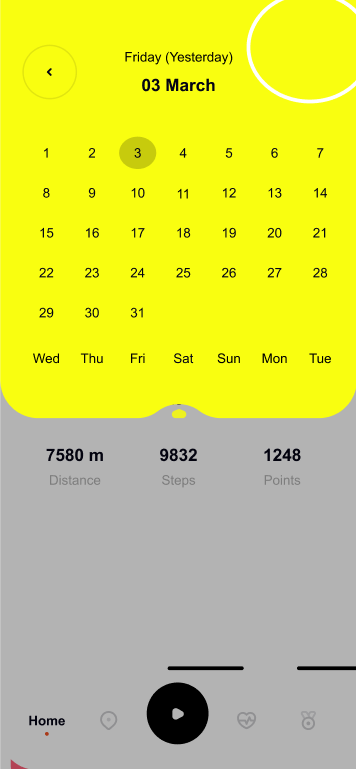 Friday (Yesterday)
03 March
1 2 3 4 5 6 7
8 9 10 11 12 13 14
15 16 17 18 19 20 21
22 23 24 25 26 27 28
29 30 31
Wed Thu Fri Sat Sun Mon Tue
7580 m 9832 1248
Distance Steps Points
Home